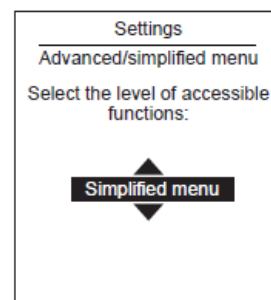 Settings
Advanced/simplified menu
Select the level of accessible
functions:
Simplified menu